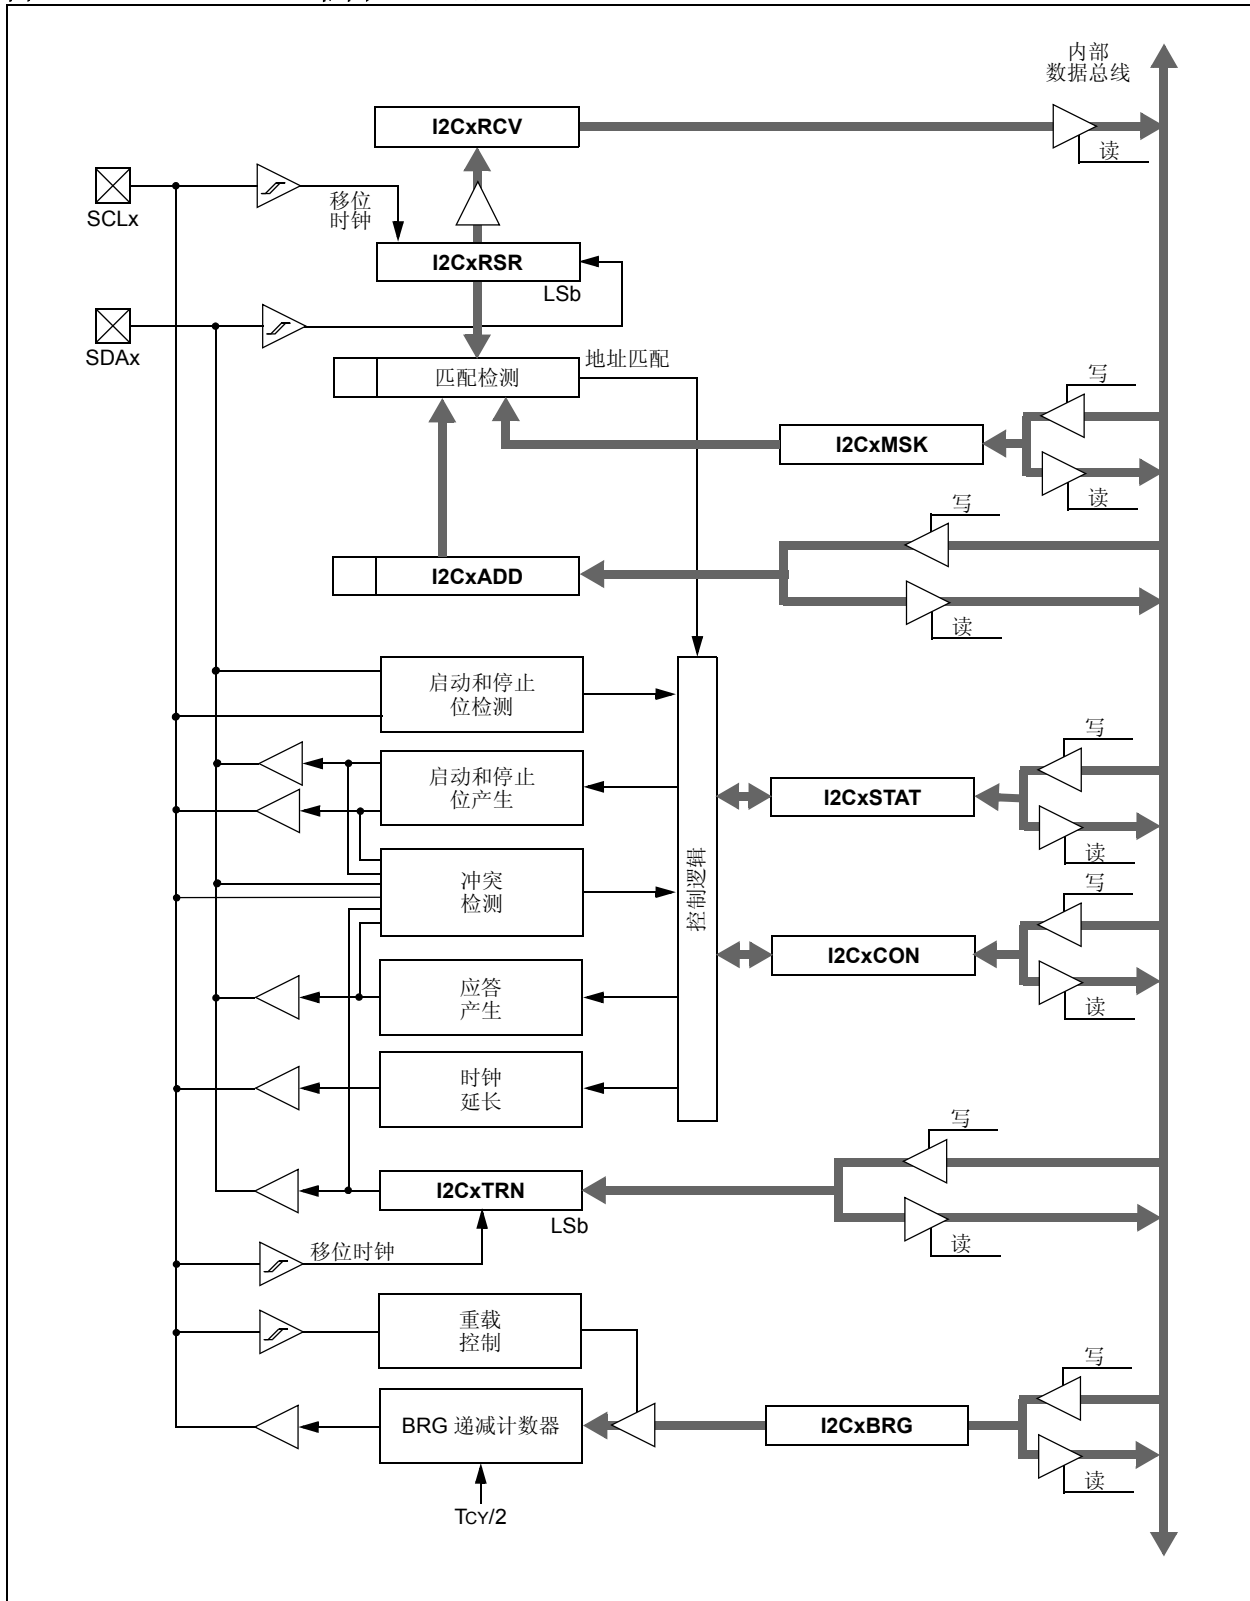 内部
数据总线
I2CxRCV
读
SCLx
移位
时钟
I2CxRSR
LSb
SDAx
地址匹配
匹配检测
写
I2CxMSK
读
写
I2CxADD
读
启动和停止
位检测
写
启动和停止
位产生
I2CxSTAT
读
控制逻辑
冲突
检测
写
I2CxCON
读
应答
产生
时钟
延长
写
I2CxTRN
LSb
读
移位时钟
重载
控制
写
BRG 递减计数器
I2CxBRG
读
TCY/2